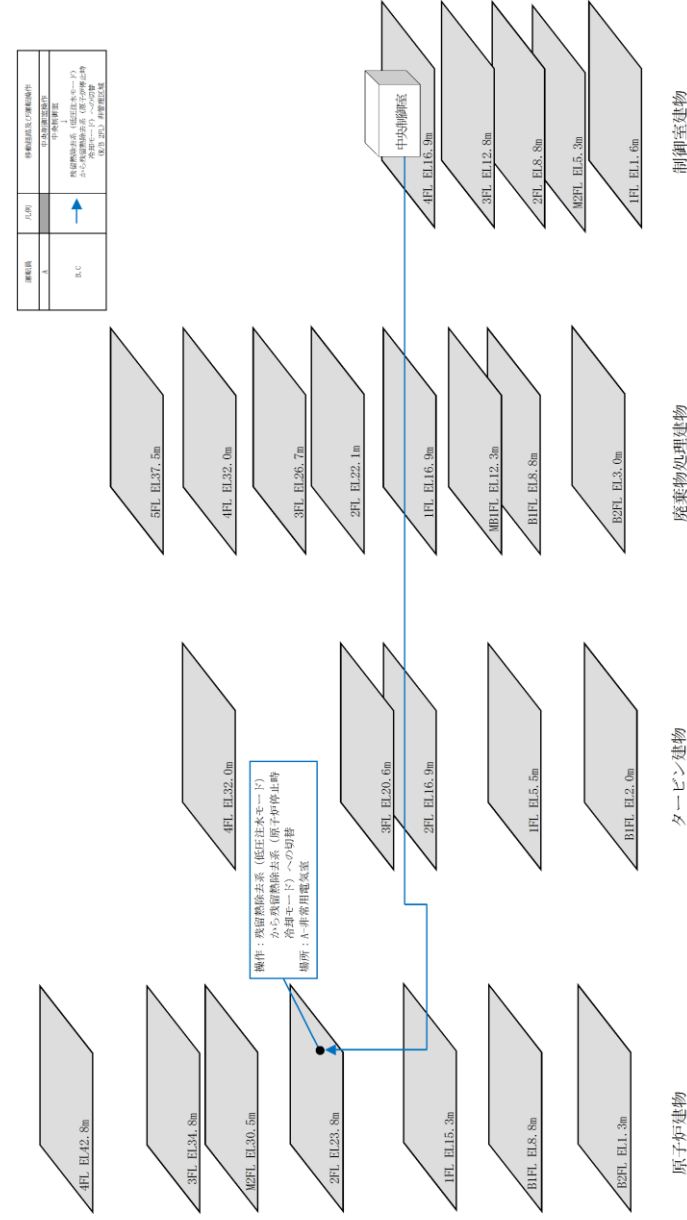 運転員
凡例
移動経路及び運転操作
A
中央制御室操作
B,C
中央制御室
↓
残留熱除去系（低圧注水モード）
から残留熱除去系（原子炉停止時
冷却モード）への切替
4FL EL42.8m
3FL EL34.8m
M2FL EL30.5m
2FL EL23.8m
1FL EL15.3m
B1FL EL8.8m
B2FL EL1.3m
原子炉建物
操作：残留熱除去系（低圧注水モード）
から残留熱除去系（原子炉停止時
冷却モード）への切替
場所：A-非常用電気室
4FL EL32.0m
3FL EL20.6m
2FL EL16.9m
1FL EL5.5m
B1FL EL2.0m
タービン建物
5FL EL37.5m
4FL EL32.0m
3FL EL26.7m
2FL EL22.1m
1FL EL16.9m
MB1FL EL12.3m
B1FL EL8.8m
B2FL EL3.0m
廃棄物処理建物
中央制御室
4FL EL16.9m
3FL EL12.8m
2FL EL8.8m
M2FL EL5.3m
1FL EL1.6m
制御室建物